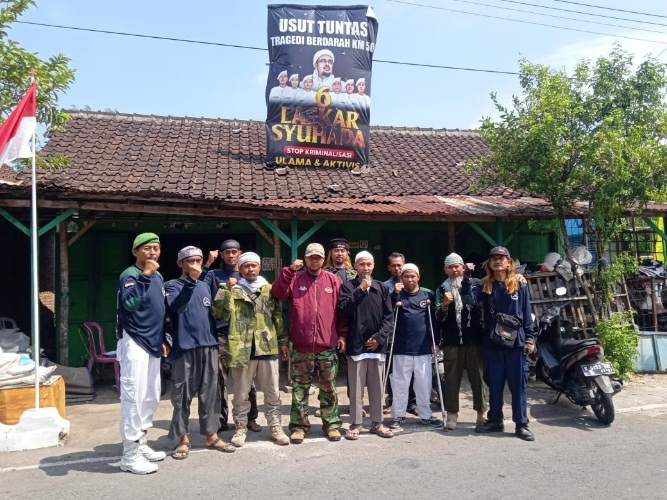 USUT TUNTAS
TRAGEDI BERDARAH KM 50
6
LASKAR
SYUHADA
STOP KRIMINALISASI
ULAMA & AKTIVIS